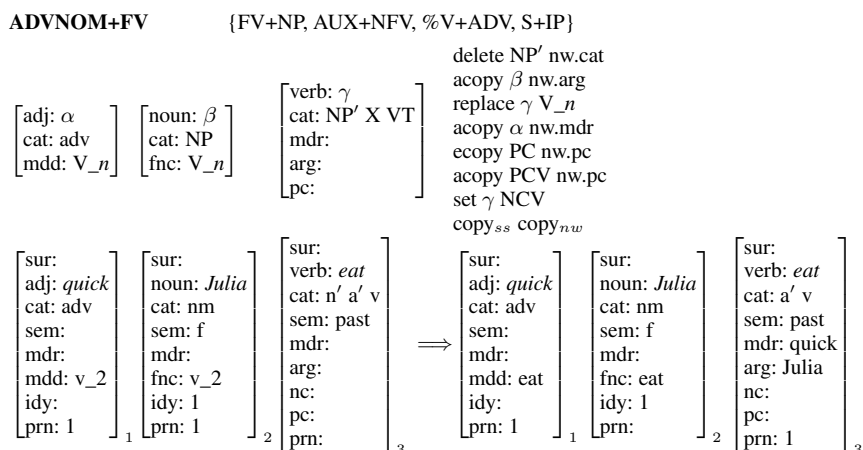 ADVNOM+FV {FV+NP, AUX+NFV, %V+ADV, S+IP}
delete NP′ nw.cat
acopy β nw.arg
replace γ V_n
acopy α nw.mdr
ecopy PC nw.pc
acopy PCV nw.pc
set γ NCV
copy_ss copy_nw
adj: α
cat: adv
mdd: V_n
noun: β
cat: NP
fnc: V_n
verb: γ
cat: NP′ X VT
mdr:
arg:
pc:
sur:
adj: quick
cat: adv
sem:
mdr:
mdd: v_2
idy:
prn: 1
1
sur:
noun: Julia
cat: nm
sem: f
mdr:
fnc: v_2
idy: 1
prn: 1
2
sur:
verb: eat
cat: n′ a′ v
sem: past
mdr:
arg:
nc:
pc:
prn:
3
⟹
sur:
adj: quick
cat: adv
sem:
mdr:
mdd: eat
idy:
prn: 1
1
sur:
noun: Julia
cat: nm
sem: f
mdr:
fnc: eat
idy: 1
prn:
2
sur:
verb: eat
cat: a′ v
sem: past
mdr: quick
arg: Julia
nc:
pc:
prn: 1
3